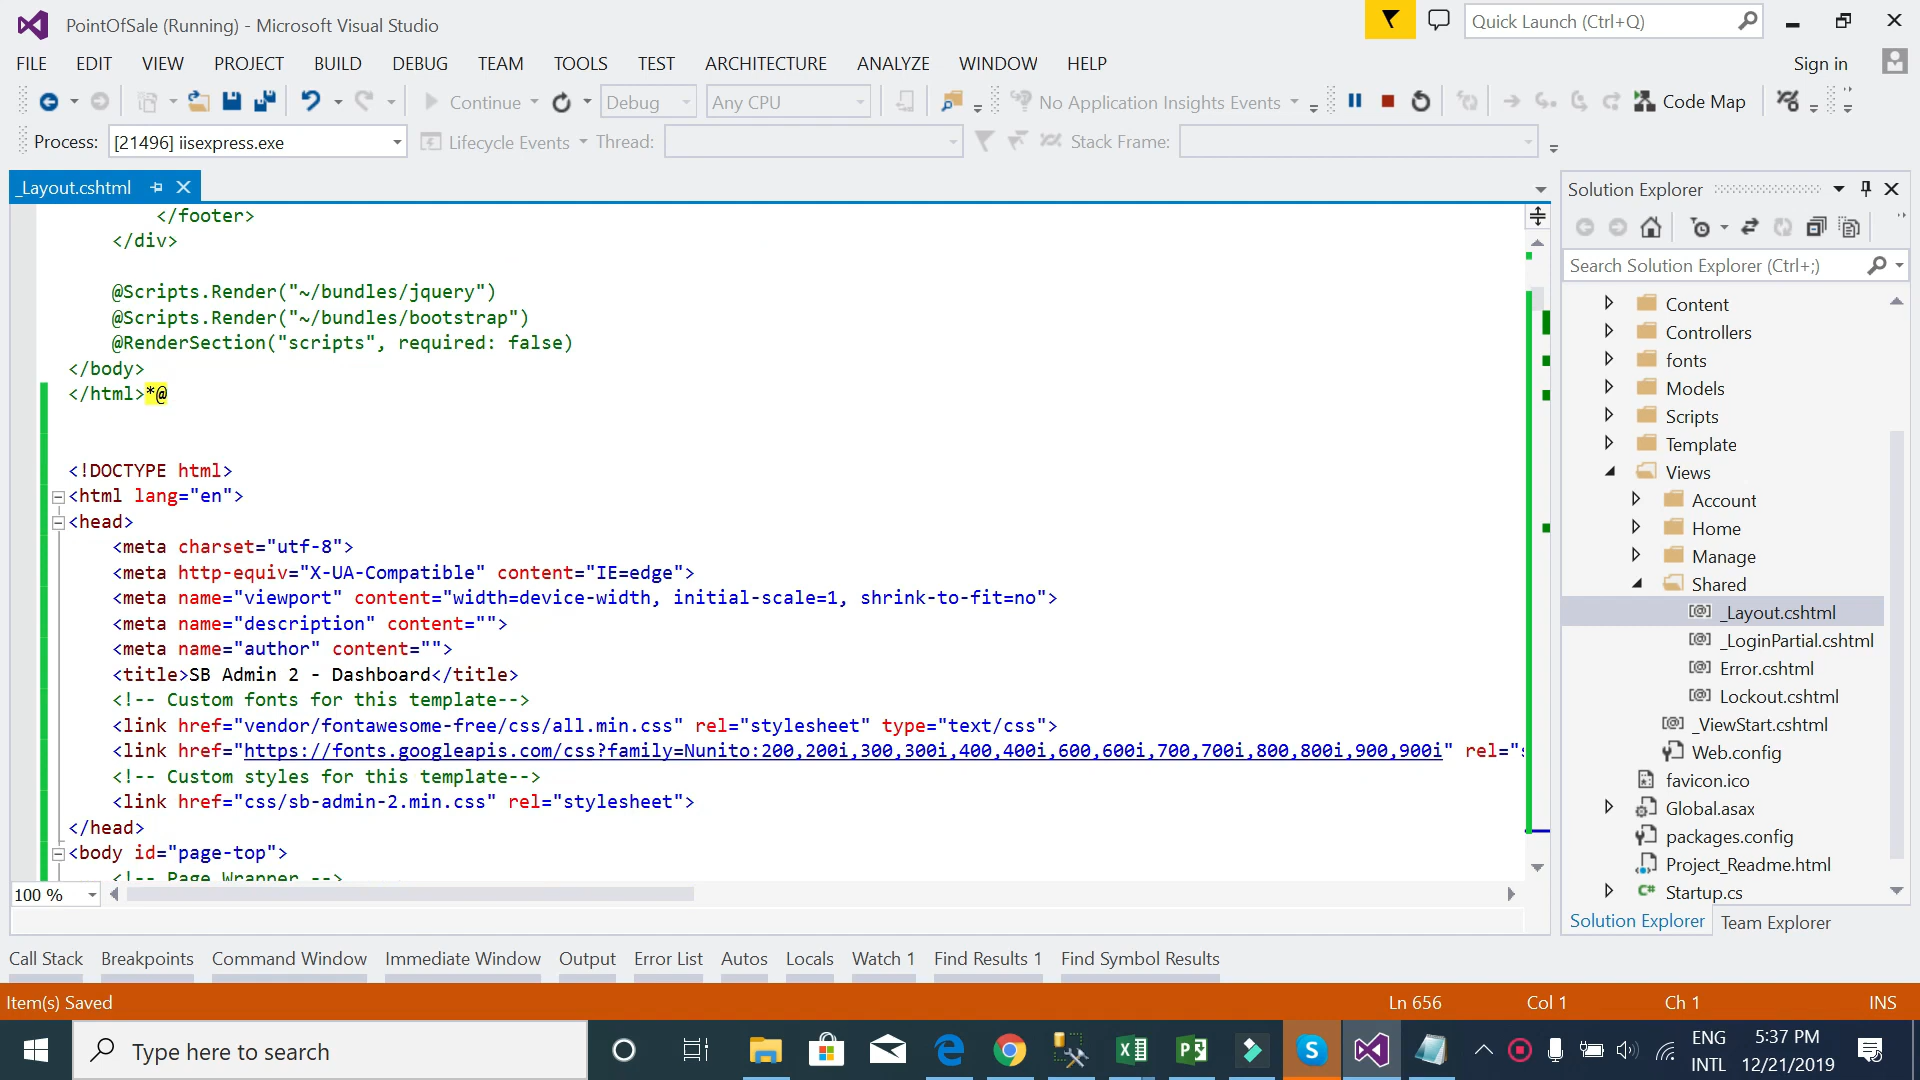 PointOfSale (Running) - Microsoft Visual Studio
Quick Launch (Ctrl+Q)
FILE EDIT VIEW PROJECT BUILD DEBUG TEAM TOOLS TEST ARCHITECTURE ANALYZE WINDOW HELP
Sign in
Continue Debug Any CPU No Application Insights Events Code Map
Process: [21496] iisexpress.exe Lifecycle Events Thread: Stack Frame:
_Layout.cshtml
</footer>
</div>
@Scripts.Render("~/bundles/jquery")
@Scripts.Render("~/bundles/bootstrap")
@RenderSection("scripts", required: false)
</body>
</html>*@
<!DOCTYPE html>
<html lang="en">
<head>
<meta charset="utf-8">
<meta http-equiv="X-UA-Compatible" content="IE=edge">
<meta name="viewport" content="width=device-width, initial-scale=1, shrink-to-fit=no">
<meta name="description" content="">
<meta name="author" content="">
<title>SB Admin 2 - Dashboard</title>
<!-- Custom fonts for this template-->
<link href="vendor/fontawesome-free/css/all.min.css" rel="stylesheet" type="text/css">
<link href="https://fonts.googleapis.com/css?family=Nunito:200,200i,300,300i,400,400i,600,600i,700,700i,800,800i,900,900i" rel="s
<!-- Custom styles for this template-->
<link href="css/sb-admin-2.min.css" rel="stylesheet">
</head>
<body id="page-top">
<!-- Page Wrapper -->
100 %
Solution Explorer
Search Solution Explorer (Ctrl+;)
Content
Controllers
fonts
Models
Scripts
Template
Views
Account
Home
Manage
Shared
_Layout.cshtml
_LoginPartial.cshtml
Error.cshtml
Lockout.cshtml
_ViewStart.cshtml
Web.config
favicon.ico
Global.asax
packages.config
Project_Readme.html
C# Startup.cs
Solution Explorer Team Explorer
Call Stack Breakpoints Command Window Immediate Window Output Error List Autos Locals Watch 1 Find Results 1 Find Symbol Results
Item(s) Saved Ln 656 Col 1 Ch 1 INS
Type here to search
ENG
INTL
5:37 PM
12/21/2019